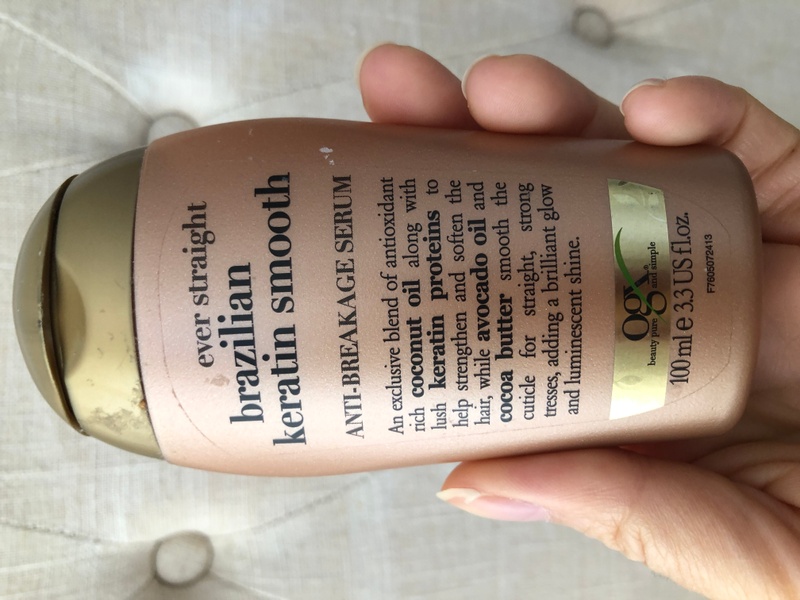 ever straight
brazilian
keratin smooth
ANTI-BREAKAGE SERUM
An exclusive blend of antioxidant
rich coconut oil along with
lush keratin proteins to
help strengthen and soften the
hair, while avocado oil and
cocoa butter smooth the
cuticle for straight, strong
tresses, adding a brilliant glow
and luminescent shine.
ogx
beauty pure and simple
100 ml e 3.3 US fl.oz.
F7605072413